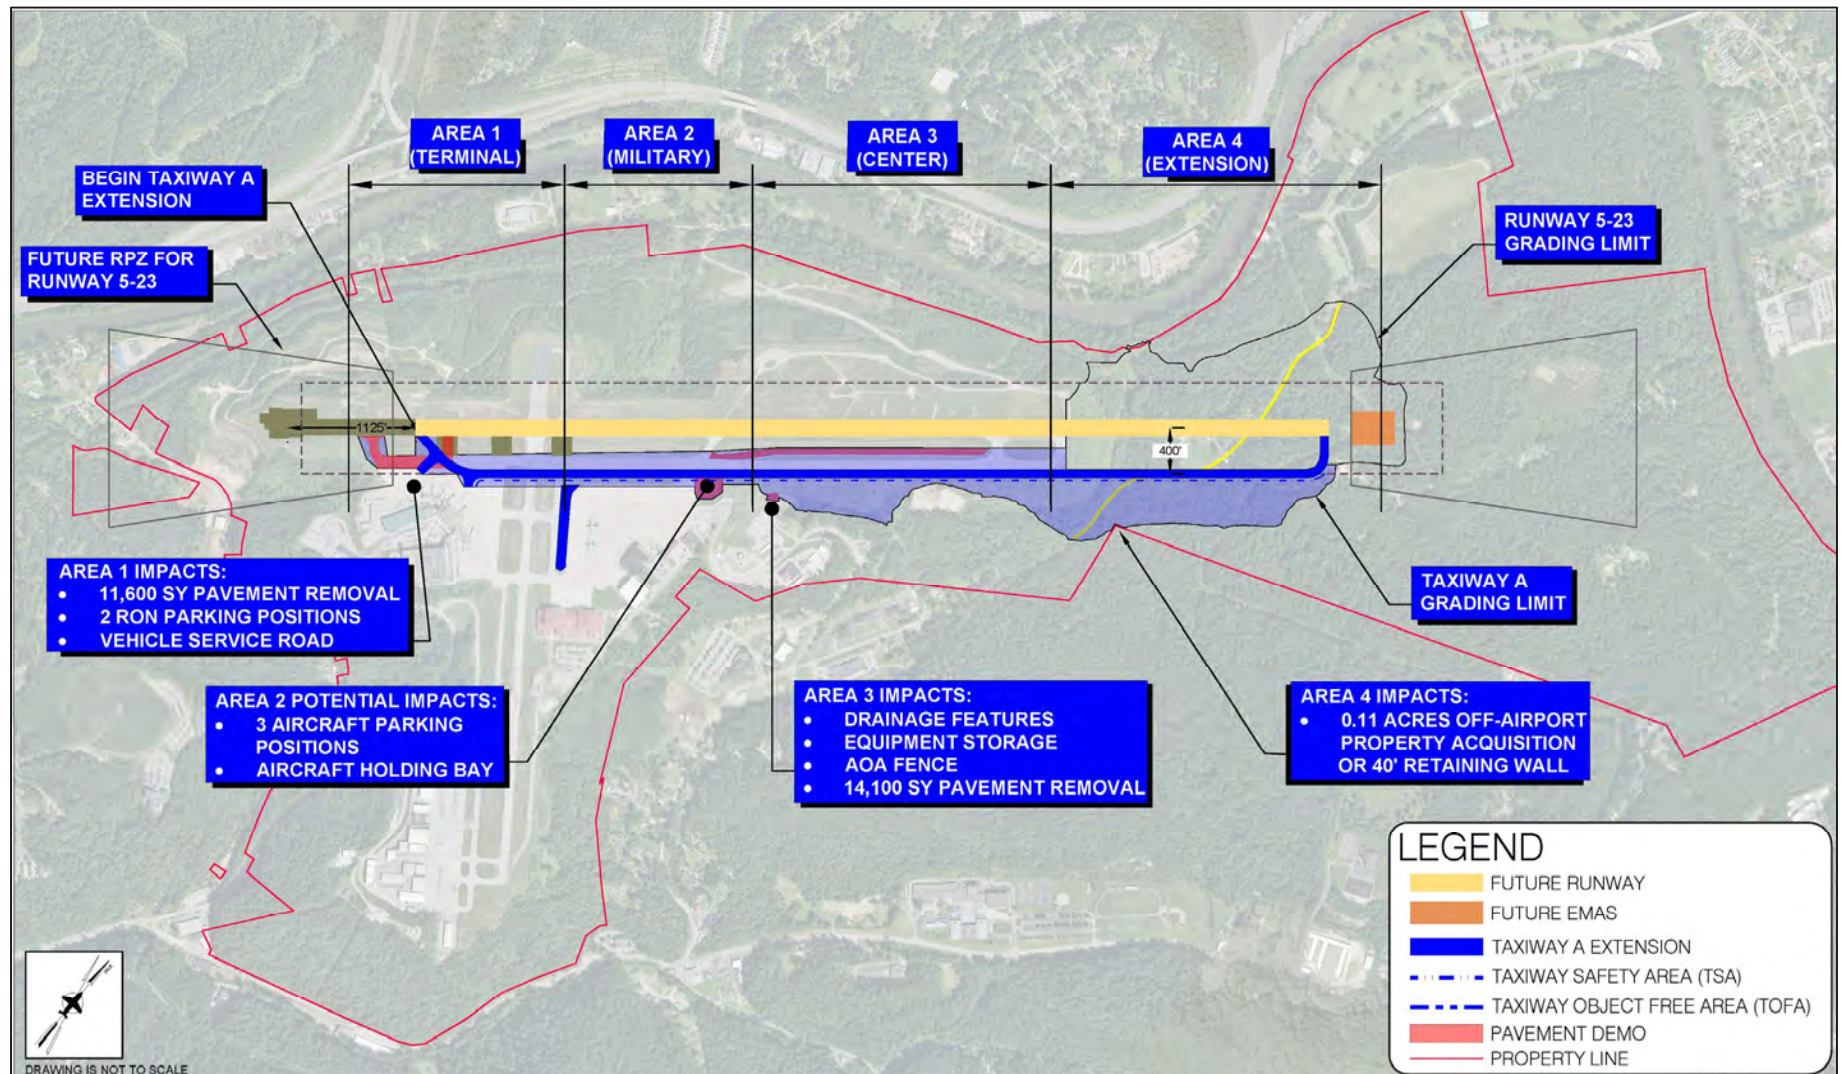 AREA 1
(TERMINAL)
AREA 2
(MILITARY)
AREA 3
(CENTER)
AREA 4
(EXTENSION)
BEGIN TAXIWAY A
EXTENSION
RUNWAY 5-23
GRADING LIMIT
FUTURE RPZ FOR
RUNWAY 5-23
1125'
400'
AREA 1 IMPACTS:
• 11,600 SY PAVEMENT REMOVAL
• 2 RON PARKING POSITIONS
• VEHICLE SERVICE ROAD
TAXIWAY A
GRADING LIMIT
AREA 2 POTENTIAL IMPACTS:
• 3 AIRCRAFT PARKING
POSITIONS
• AIRCRAFT HOLDING BAY
AREA 3 IMPACTS:
• DRAINAGE FEATURES
• EQUIPMENT STORAGE
• AOA FENCE
• 14,100 SY PAVEMENT REMOVAL
AREA 4 IMPACTS:
• 0.11 ACRES OFF-AIRPORT
PROPERTY ACQUISITION
OR 40' RETAINING WALL
LEGEND
FUTURE RUNWAY
FUTURE EMAS
TAXIWAY A EXTENSION
TAXIWAY SAFETY AREA (TSA)
TAXIWAY OBJECT FREE AREA (TOFA)
PAVEMENT DEMO
PROPERTY LINE
DRAWING IS NOT TO SCALE